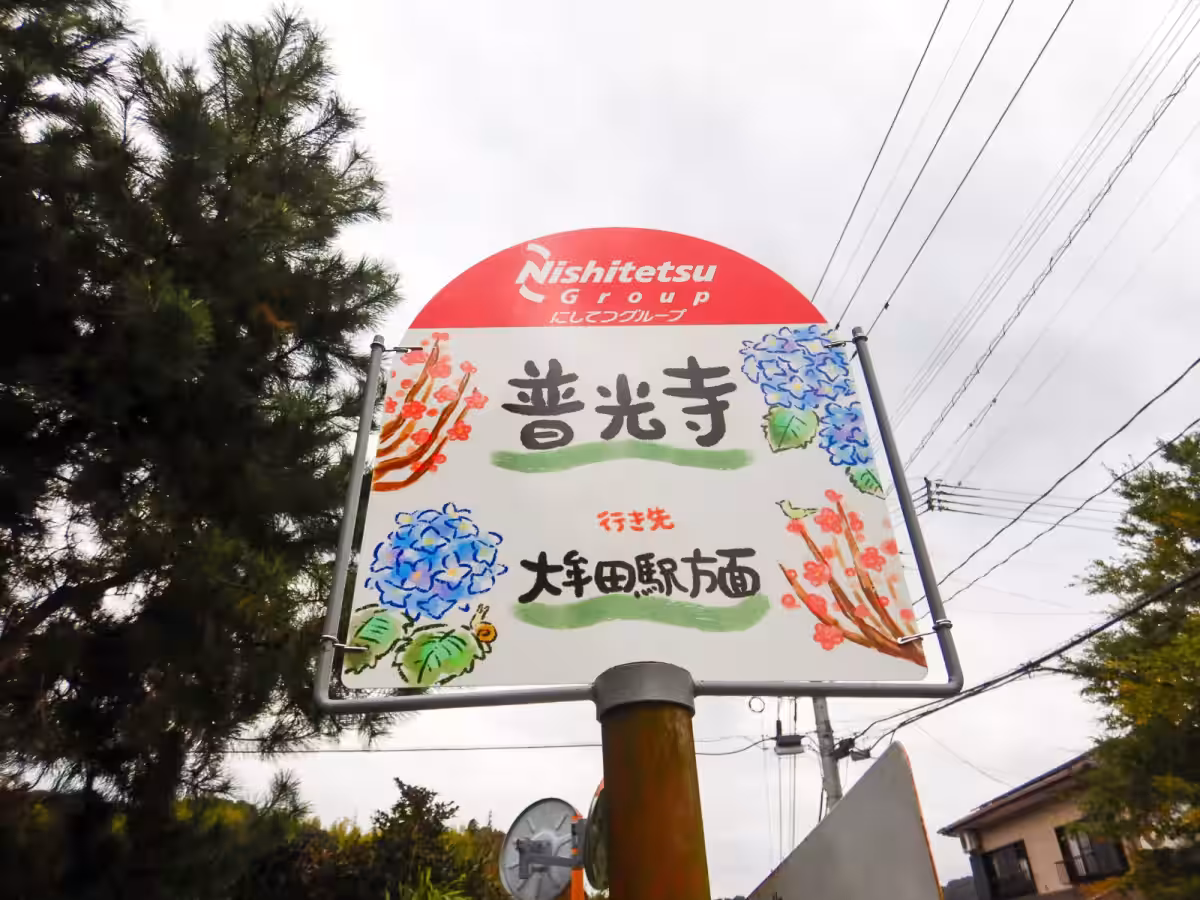 Nishitetsu
Group
にしてつグループ
普光寺
行き先
大牟田駅方面